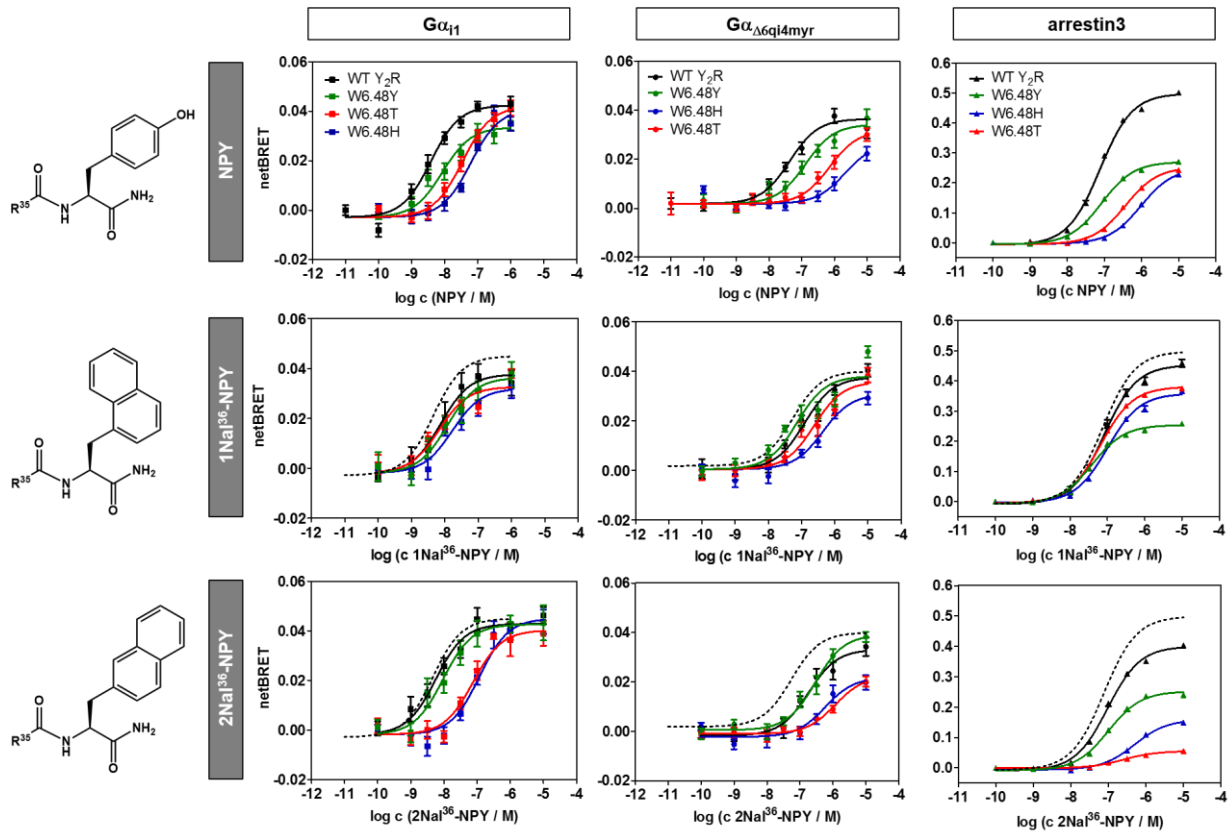 Gαi1
GαΔ6qi4myr
arrestin3
NPY
O
R35
N
H
O
NH2
OH
netBRET
0.06
0.04
0.02
0.00
-0.02
WT Y2R
W6.48Y
W6.48T
W6.48H
-12 -11 -10 -9 -8 -7 -6 -5 -4
log c (NPY / M)
netBRET
0.06
0.04
0.02
0.00
-0.02
WT Y2R
W6.48Y
W6.48H
W6.48T
-12 -11 -10 -9 -8 -7 -6 -5 -4
log c (NPY / M)
0.6
0.5
0.4
0.3
0.2
0.1
0.0
WT Y2R
W6.48Y
W6.48H
W6.48T
-11 -10 -9 -8 -7 -6 -5 -4
log (c NPY / M)
1Nal36-NPY
O
R35
N
H
O
NH2
netBRET
0.06
0.04
0.02
0.00
-0.02
-12 -11 -10 -9 -8 -7 -6 -5 -4
log (c 1Nal36-NPY / M)
0.06
0.04
0.02
0.00
-0.02
-12 -11 -10 -9 -8 -7 -6 -5 -4
log (c 1Nal36-NPY / M)
0.6
0.5
0.4
0.3
0.2
0.1
0.0
-11 -10 -9 -8 -7 -6 -5 -4
log (c 1Nal36-NPY / M)
2Nal36-NPY
O
R35
N
H
O
NH2
netBRET
0.06
0.04
0.02
0.00
-0.02
-12 -11 -10 -9 -8 -7 -6 -5 -4
log c (2Nal36-NPY / M)
0.06
0.04
0.02
0.00
-0.02
-12 -11 -10 -9 -8 -7 -6 -5 -4
log (c 2Nal36-NPY / M)
0.6
0.5
0.4
0.3
0.2
0.1
0.0
-11 -10 -9 -8 -7 -6 -5 -4
log (c 2Nal36-NPY / M)